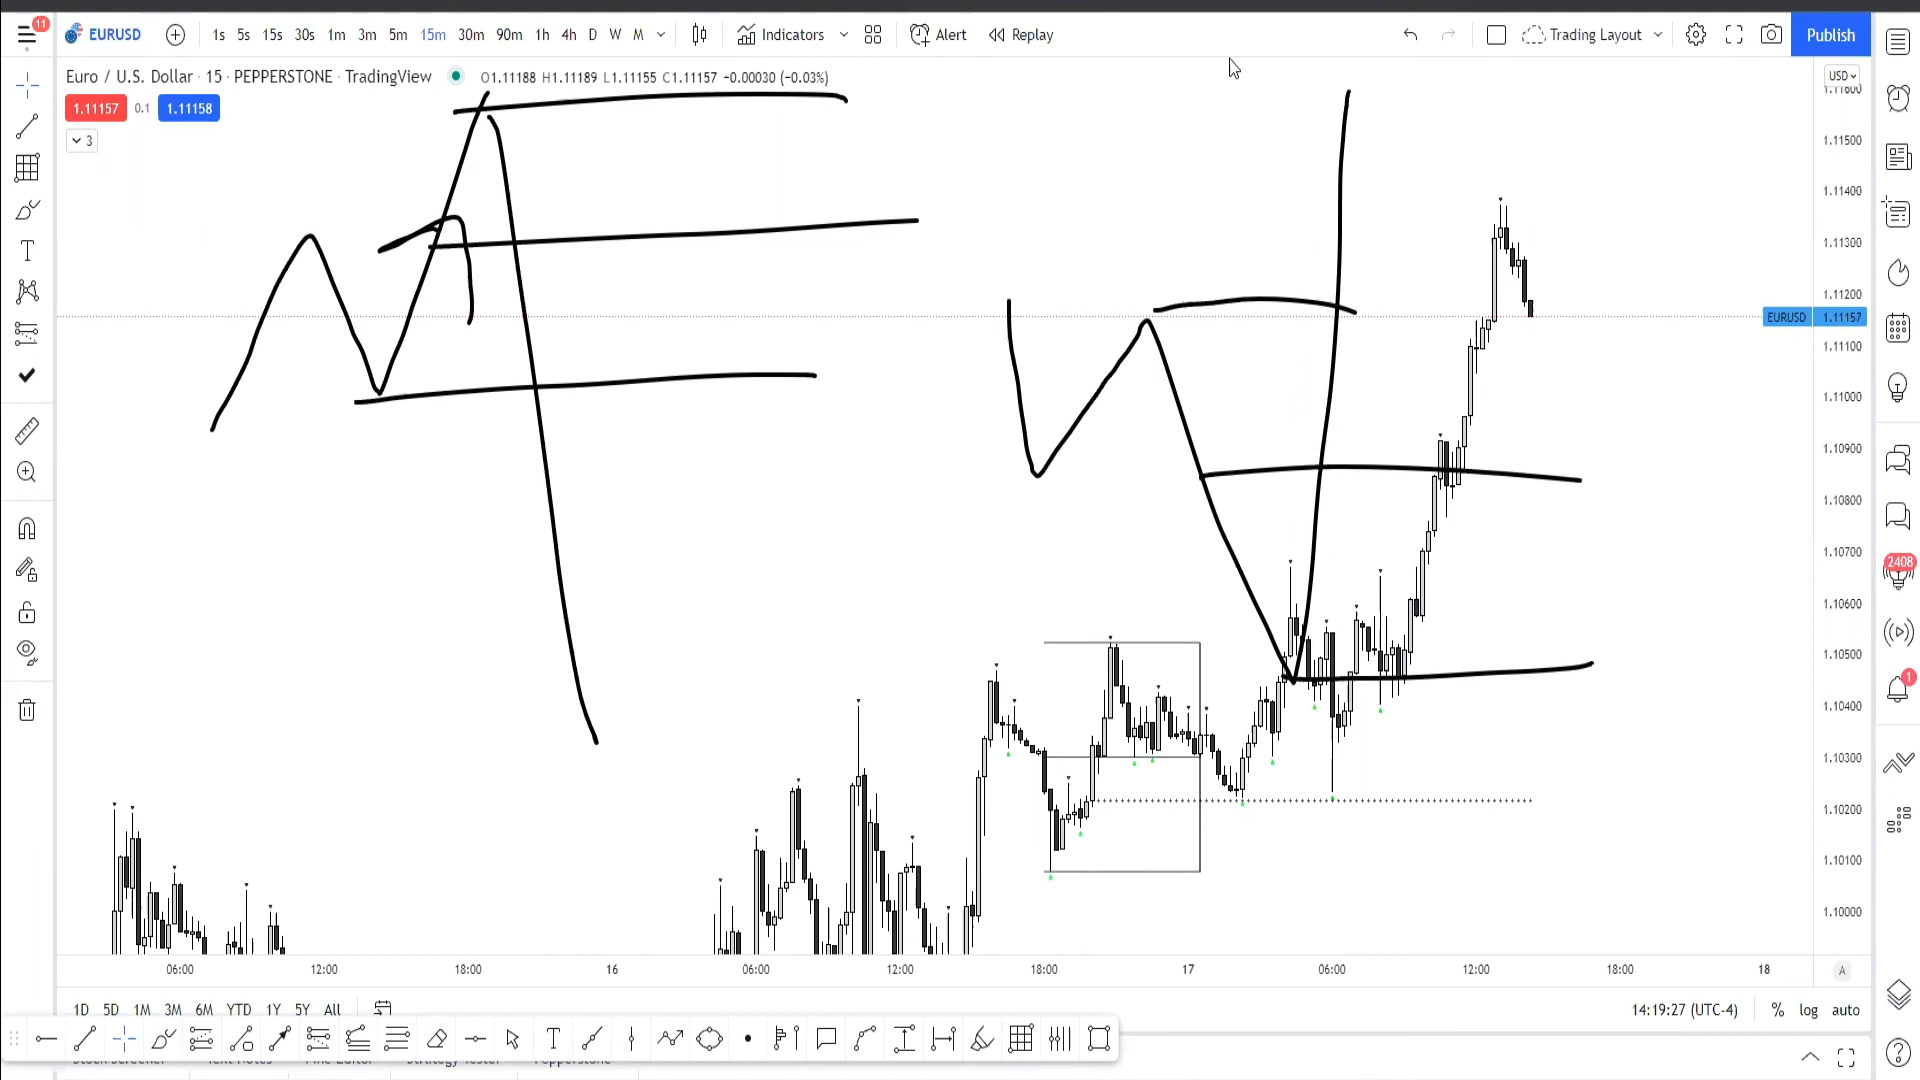 11
EURUSD
1s 5s 15s 30s 1m 3m 5m 15m 30m 90m 1h 4h D W M
Indicators
Alert
Replay
Trading Layout
Publish
Euro / U.S. Dollar · 15 · PEPPERSTONE · TradingView
O1.11188 H1.11189 L1.11155 C1.11157 −0.00030 (−0.03%)
USD
1.11157 0.1 1.11158
3
1.11600
1.11500
1.11400
1.11300
1.11200
EURUSD 1.11157
1.11100
1.11000
1.10900
1.10800
1.10700
1.10600
1.10500
1.10400
1.10300
1.10200
1.10100
1.10000
2408
1
06:00 12:00 18:00 16 06:00 12:00 18:00 17 06:00 12:00 18:00 18
A
1D 5D 1M 3M 6M YTD 1Y 5Y All
14:19:27 (UTC-4) % log auto
T
T